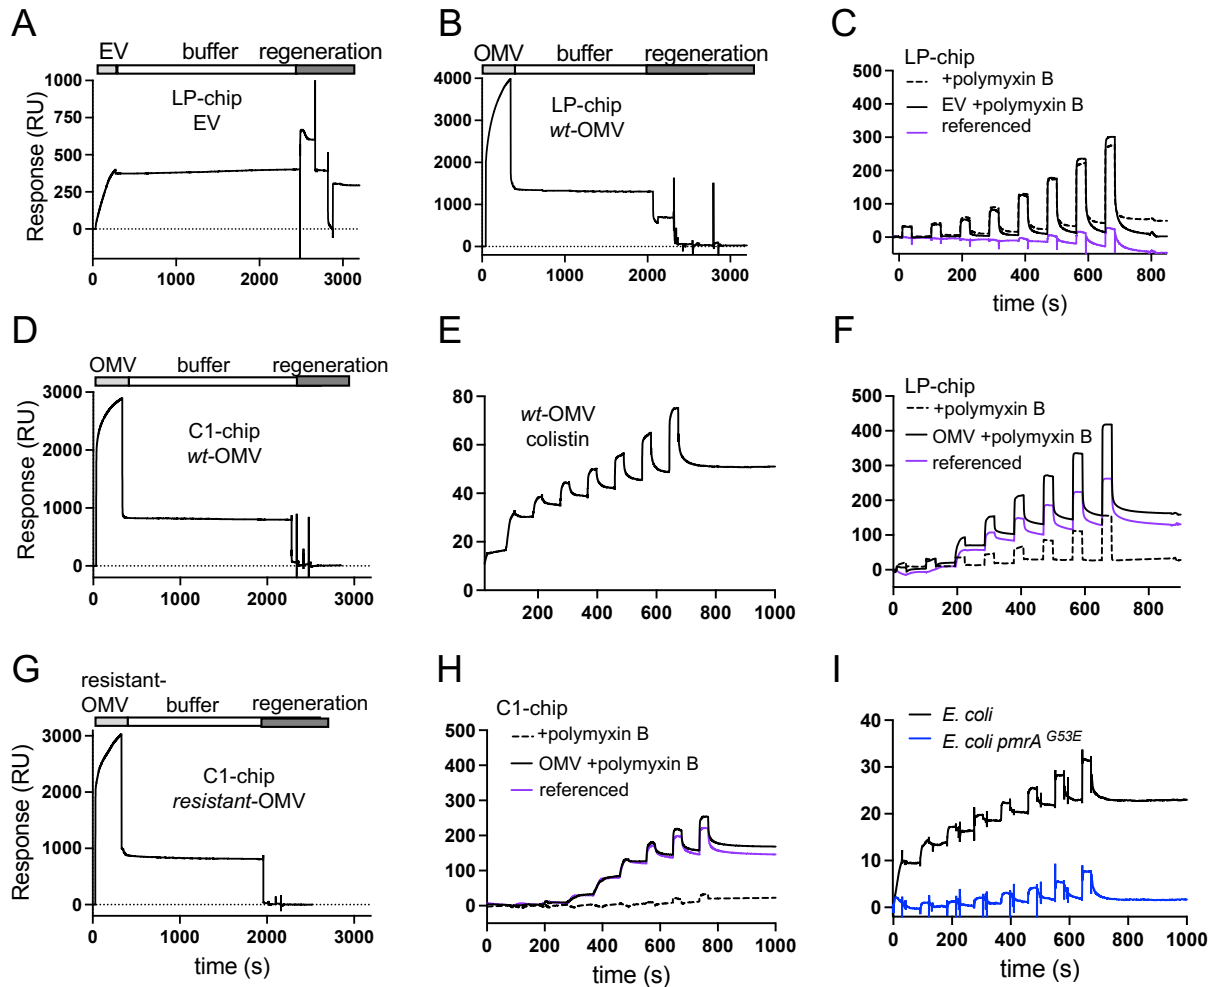 A
EV buffer regeneration
Response (RU)
1000
750
500
250
0
LP-chip
EV
0 1000 2000 3000
B
OMV buffer regeneration
4000
3000
2000
1000
0
LP-chip
wt-OMV
0 1000 2000 3000
C
LP-chip
+polymyxin B
EV +polymyxin B
referenced
500
400
300
200
100
0
0 200 400 600 800
time (s)
D
OMV buffer regeneration
Response (RU)
3000
2000
1000
0
C1-chip
wt-OMV
0 1000 2000 3000
E
80
60
40
20
0
wt-OMV
colistin
200 400 600 800 1000
F
LP-chip
+polymyxin B
OMV +polymyxin B
referenced
500
400
300
200
100
0
0 200 400 600 800
G
resistant-
OMV buffer regeneration
Response (RU)
3000
2000
1000
0
C1-chip
resistant-OMV
0 1000 2000 3000
time (s)
H
C1-chip
+polymyxin B
OMV +polymyxin B
referenced
500
400
300
200
100
0
0 200 400 600 800 1000
time (s)
I
E. coli
E. coli pmrA G53E
40
30
20
10
0
0 200 400 600 800 1000
time (s)